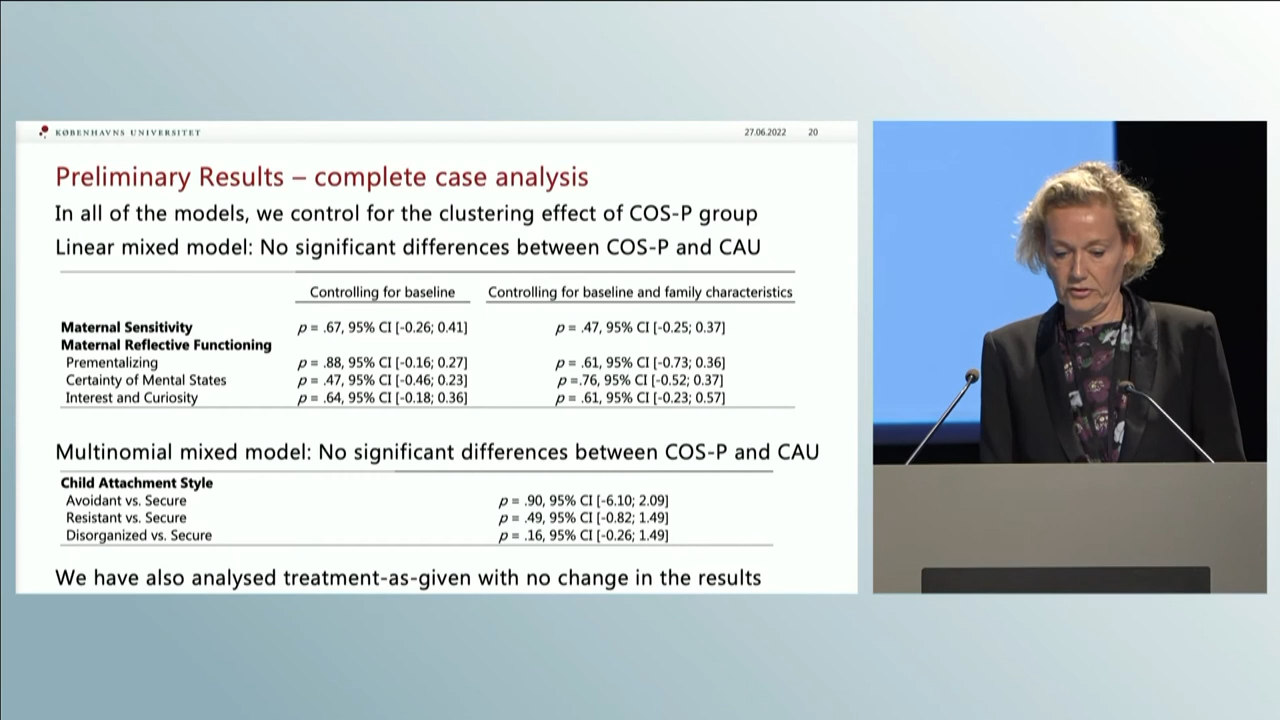 KØBENHAVNS UNIVERSITET 27.06.2022 20
Preliminary Results – complete case analysis
In all of the models, we control for the clustering effect of COS-P group
Linear mixed model: No significant differences between COS-P and CAU
Controlling for baseline Controlling for baseline and family characteristics
Maternal Sensitivity p = .67, 95% CI [-0.26; 0.41] p = .47, 95% CI [-0.25; 0.37]
Maternal Reflective Functioning
Prementalizing p = .88, 95% CI [-0.16; 0.27] p = .61, 95% CI [-0.73; 0.36]
Certainty of Mental States p = .47, 95% CI [-0.46; 0.23] p =.76, 95% CI [-0.52; 0.37]
Interest and Curiosity p = .64, 95% CI [-0.18; 0.36] p = .61, 95% CI [-0.23; 0.57]
Multinomial mixed model: No significant differences between COS-P and CAU
Child Attachment Style
Avoidant vs. Secure p = .90, 95% CI [-6.10; 2.09]
Resistant vs. Secure p = .49, 95% CI [-0.82; 1.49]
Disorganized vs. Secure p = .16, 95% CI [-0.26; 1.49]
We have also analysed treatment-as-given with no change in the results